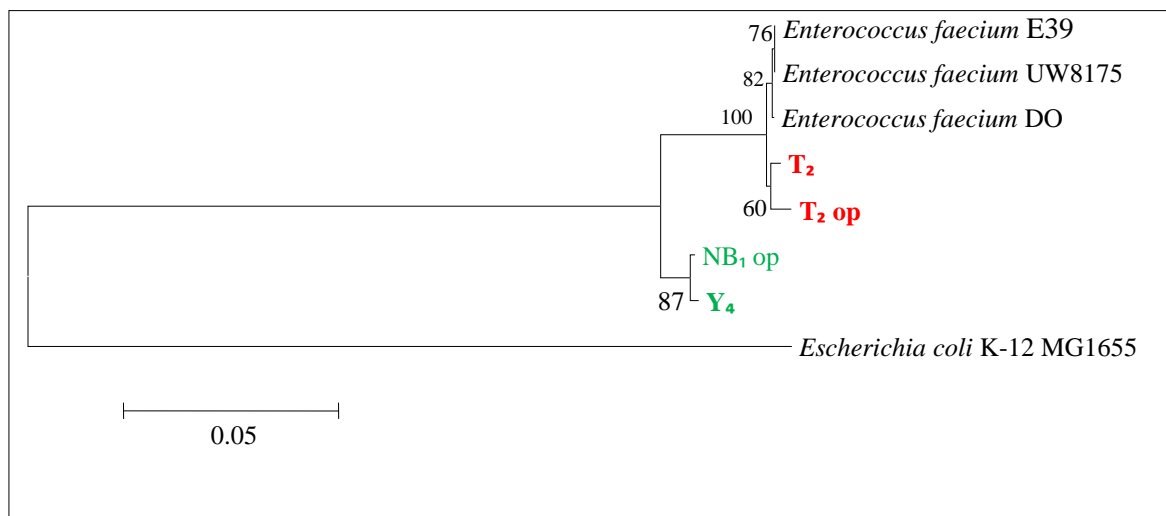 76 Enterococcus faecium E39
82 Enterococcus faecium UW8175
100 Enterococcus faecium DO
T₂
60 T₂ op
NB₁ op
87 Y₄
Escherichia coli K-12 MG1655
0.05